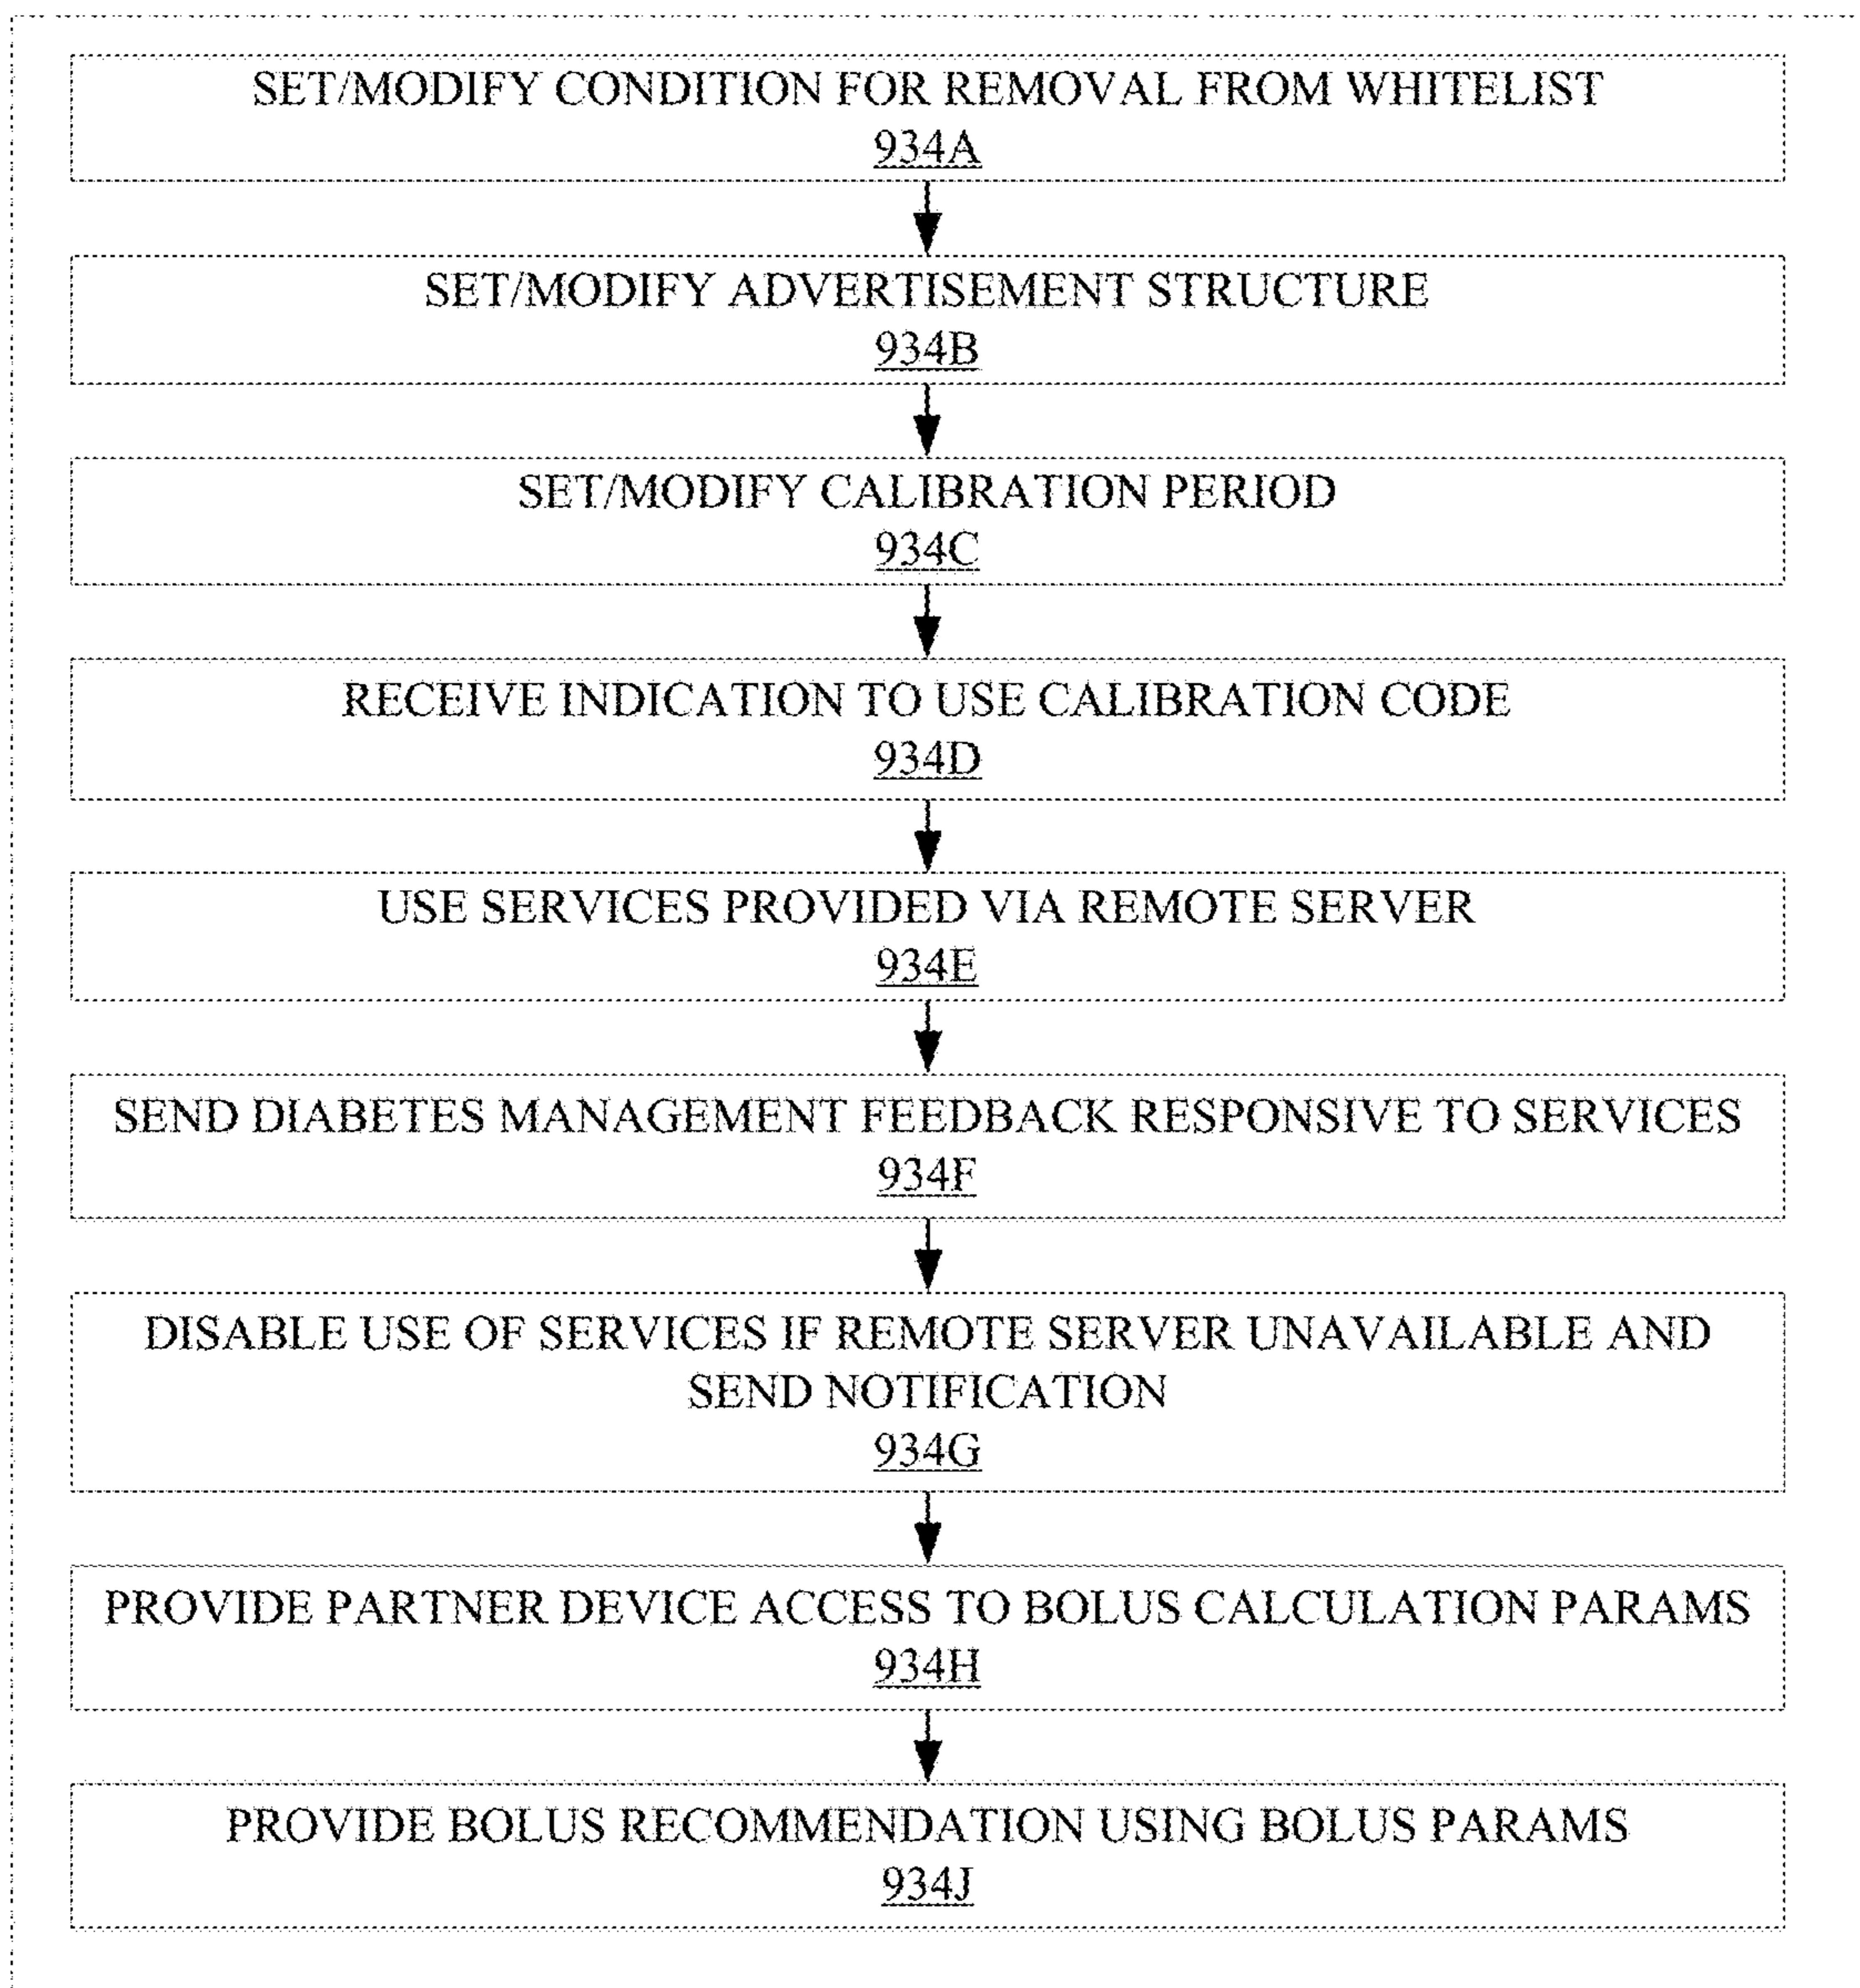 SET/MODIFY CONDITION FOR REMOVAL FROM WHITELIST
934A
SET/MODIFY ADVERTISEMENT STRUCTURE
934B
SET/MODIFY CALIBRATION PERIOD
934C
RECEIVE INDICATION TO USE CALIBRATION CODE
934D
USE SERVICES PROVIDED VIA REMOTE SERVER
934E
SEND DIABETES MANAGEMENT FEEDBACK RESPONSIVE TO SERVICES
934F
DISABLE USE OF SERVICES IF REMOTE SERVER UNAVAILABLE AND
SEND NOTIFICATION
934G
PROVIDE PARTNER DEVICE ACCESS TO BOLUS CALCULATION PARAMS
934H
PROVIDE BOLUS RECOMMENDATION USING BOLUS PARAMS
934J